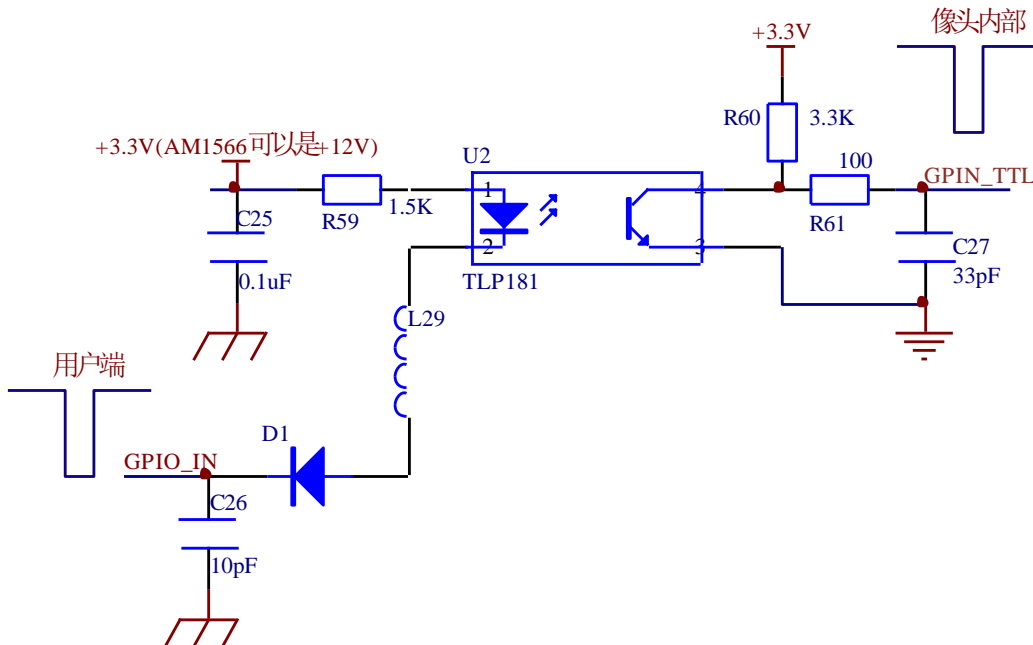 像头内部
+3.3V
R60
3.3K
+3.3V(AM1566可以是+12V)
U2
100
1
4
GPIN_TTL
R59
1.5K
R61
C25
2
3
C27
0.1uF
TLP181
33pF
L29
用户端
D1
GPIO_IN
C26
10pF